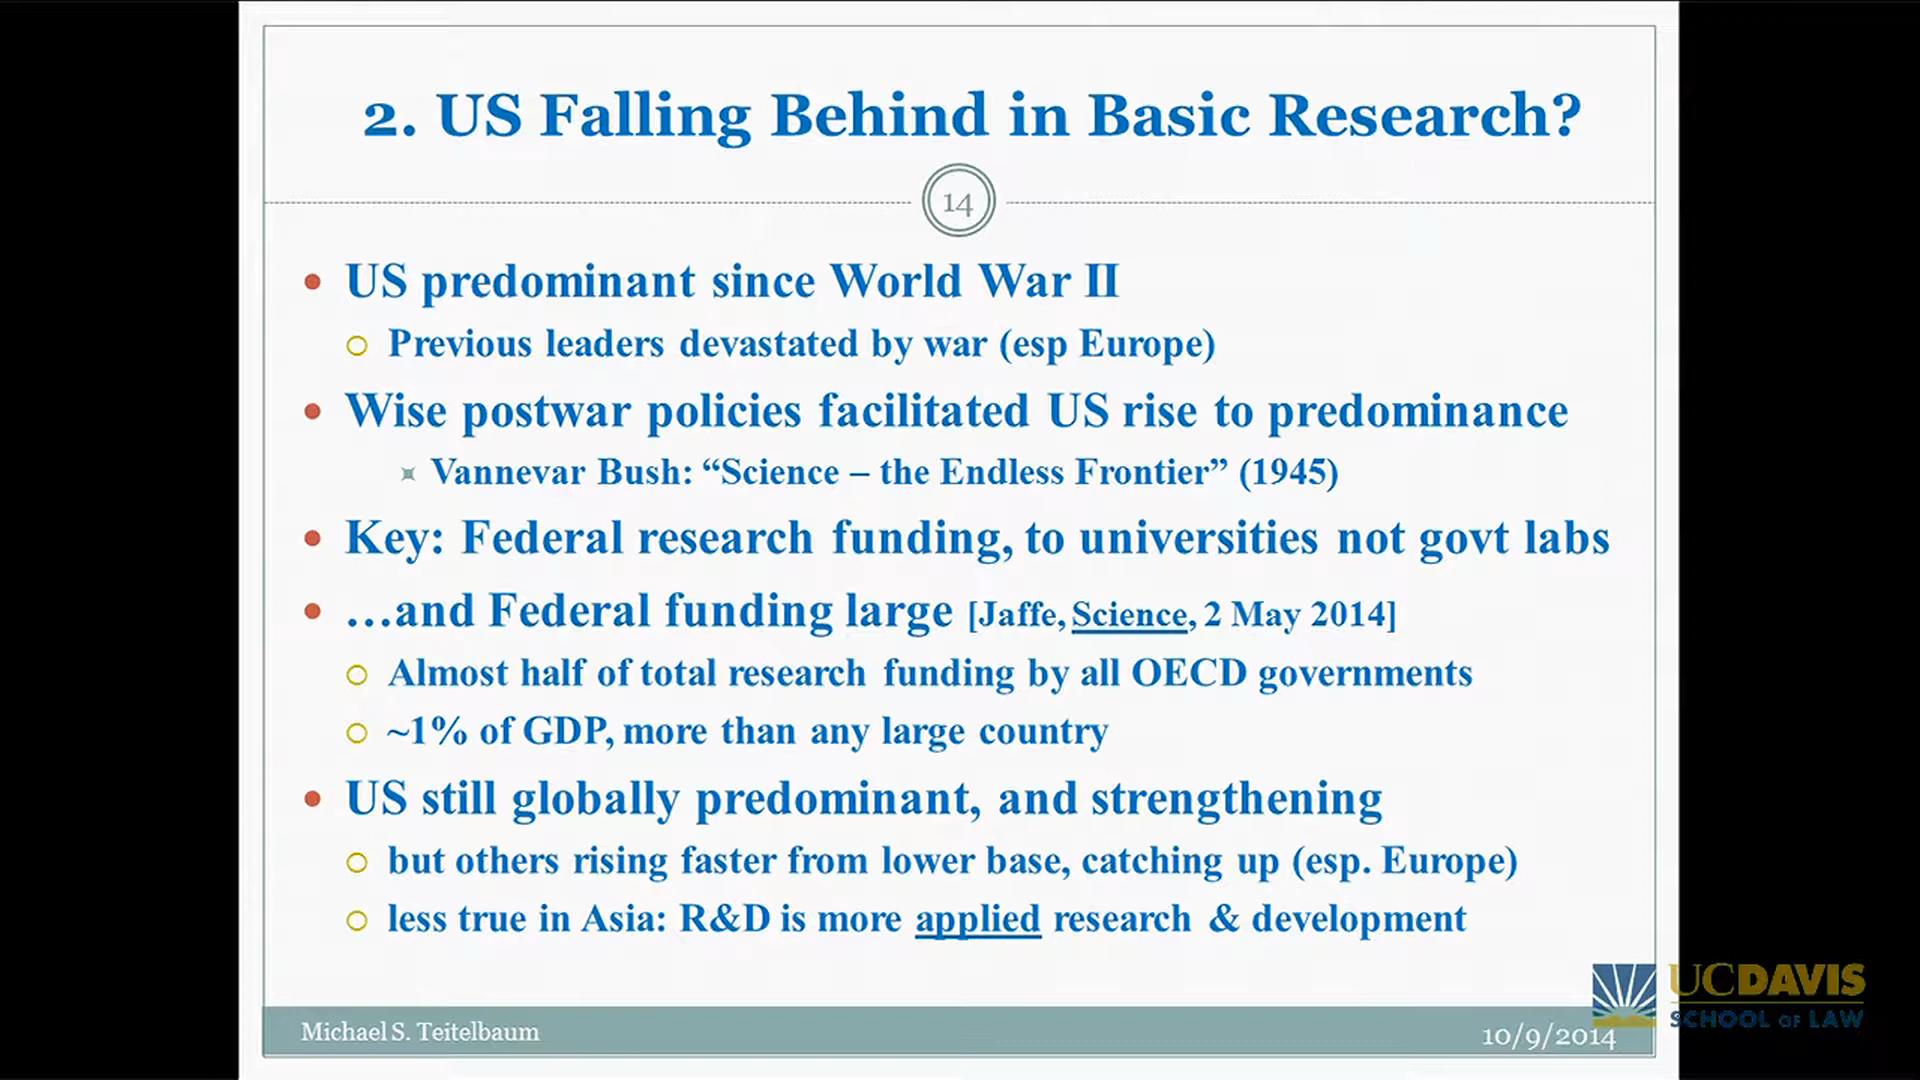 2. US Falling Behind in Basic Research?
14
US predominant since World War II
Previous leaders devastated by war (esp Europe)
Wise postwar policies facilitated US rise to predominance
Vannevar Bush: “Science – the Endless Frontier” (1945)
Key: Federal research funding, to universities not govt labs
…and Federal funding large [Jaffe, Science, 2 May 2014]
Almost half of total research funding by all OECD governments
~1% of GDP, more than any large country
US still globally predominant, and strengthening
but others rising faster from lower base, catching up (esp. Europe)
less true in Asia: R&D is more applied research & development
UCDAVIS
SCHOOL OF LAW
Michael S. Teitelbaum
10/9/2014